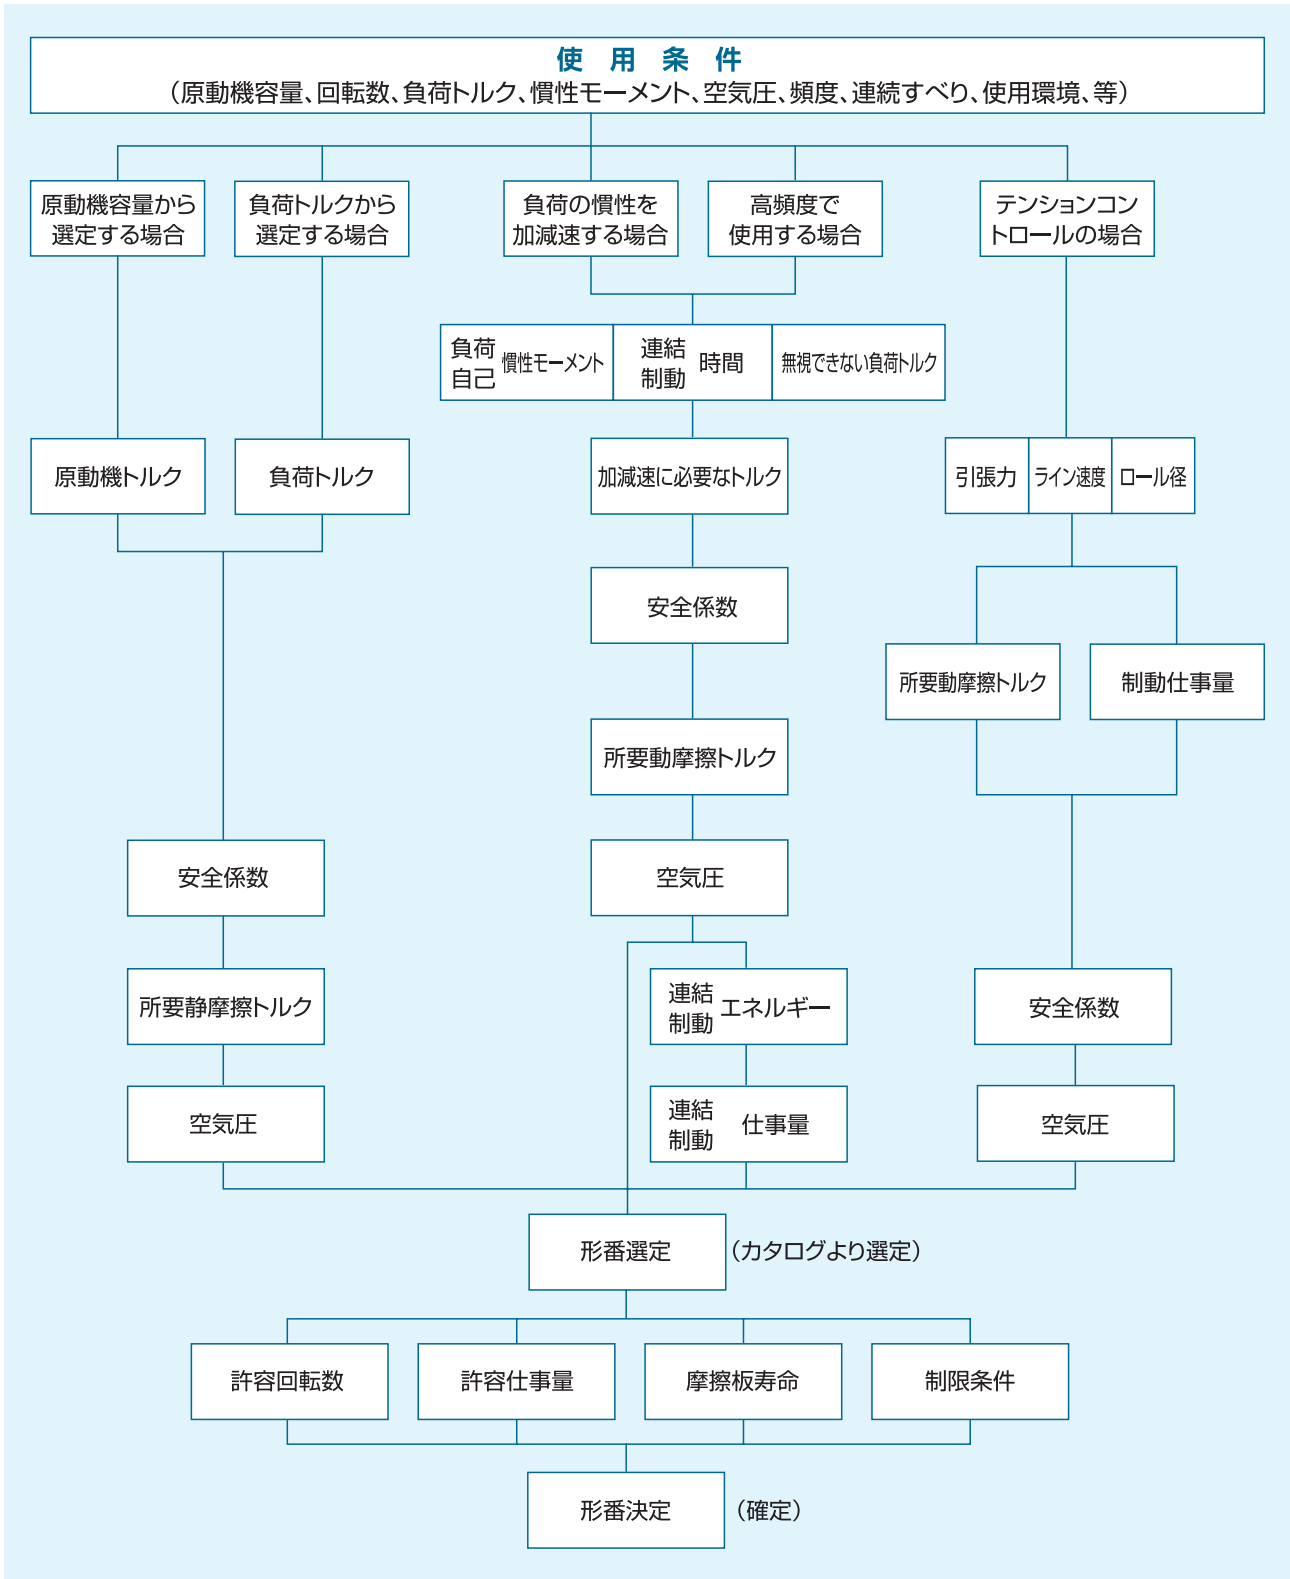 使 用 条 件
（原動機容量、回転数、負荷トルク、慣性モーメント、空気圧、頻度、連続すべり、使用環境、等）
原動機容量から
選定する場合
負荷トルクから
選定する場合
負荷の慣性を
加減速する場合
高頻度で
使用する場合
テンションコン
トロールの場合
負荷
自己
慣性モーメント
連結
制動
時間
無視できない負荷トルク
原動機トルク
負荷トルク
加減速に必要なトルク
引張力
ライン速度
ロール径
安全係数
所要動摩擦トルク
制動仕事量
所要動摩擦トルク
安全係数
空気圧
所要静摩擦トルク
連結
制動
エネルギー
安全係数
空気圧
連結
制動
仕事量
空気圧
形番選定
（カタログより選定）
許容回転数
許容仕事量
摩擦板寿命
制限条件
形番決定
（確定）